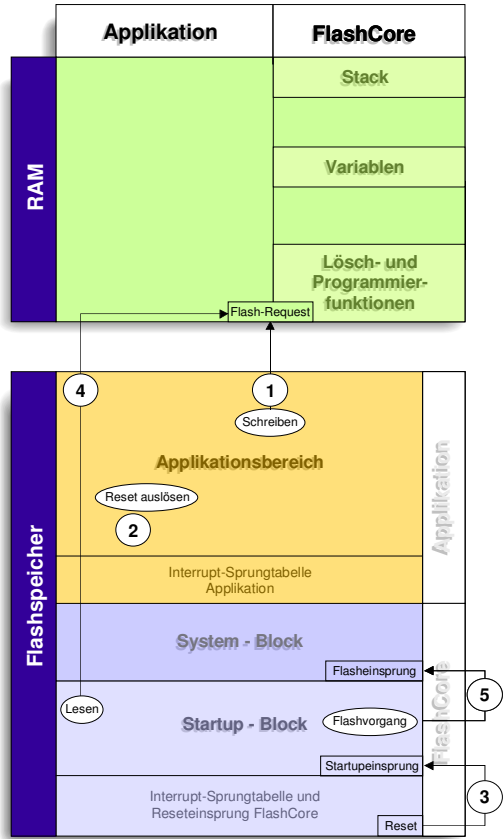 Applikation
FlashCore
RAM
Stack
Variablen
Lösch- und
Programmier-
funktionen
Flash-Request
Flashspeicher
4
1
Schreiben
Applikationsbereich
Reset auslösen
2
Applikation
Interrupt-Sprungtabelle
Applikation
System - Block
Flasheinsprung
FlashCore
5
Lesen
Startup - Block
Flashvorgang
Startupeinsprung
3
Interrupt-Sprungtabelle und
Reseteinsprung FlashCore
Reset